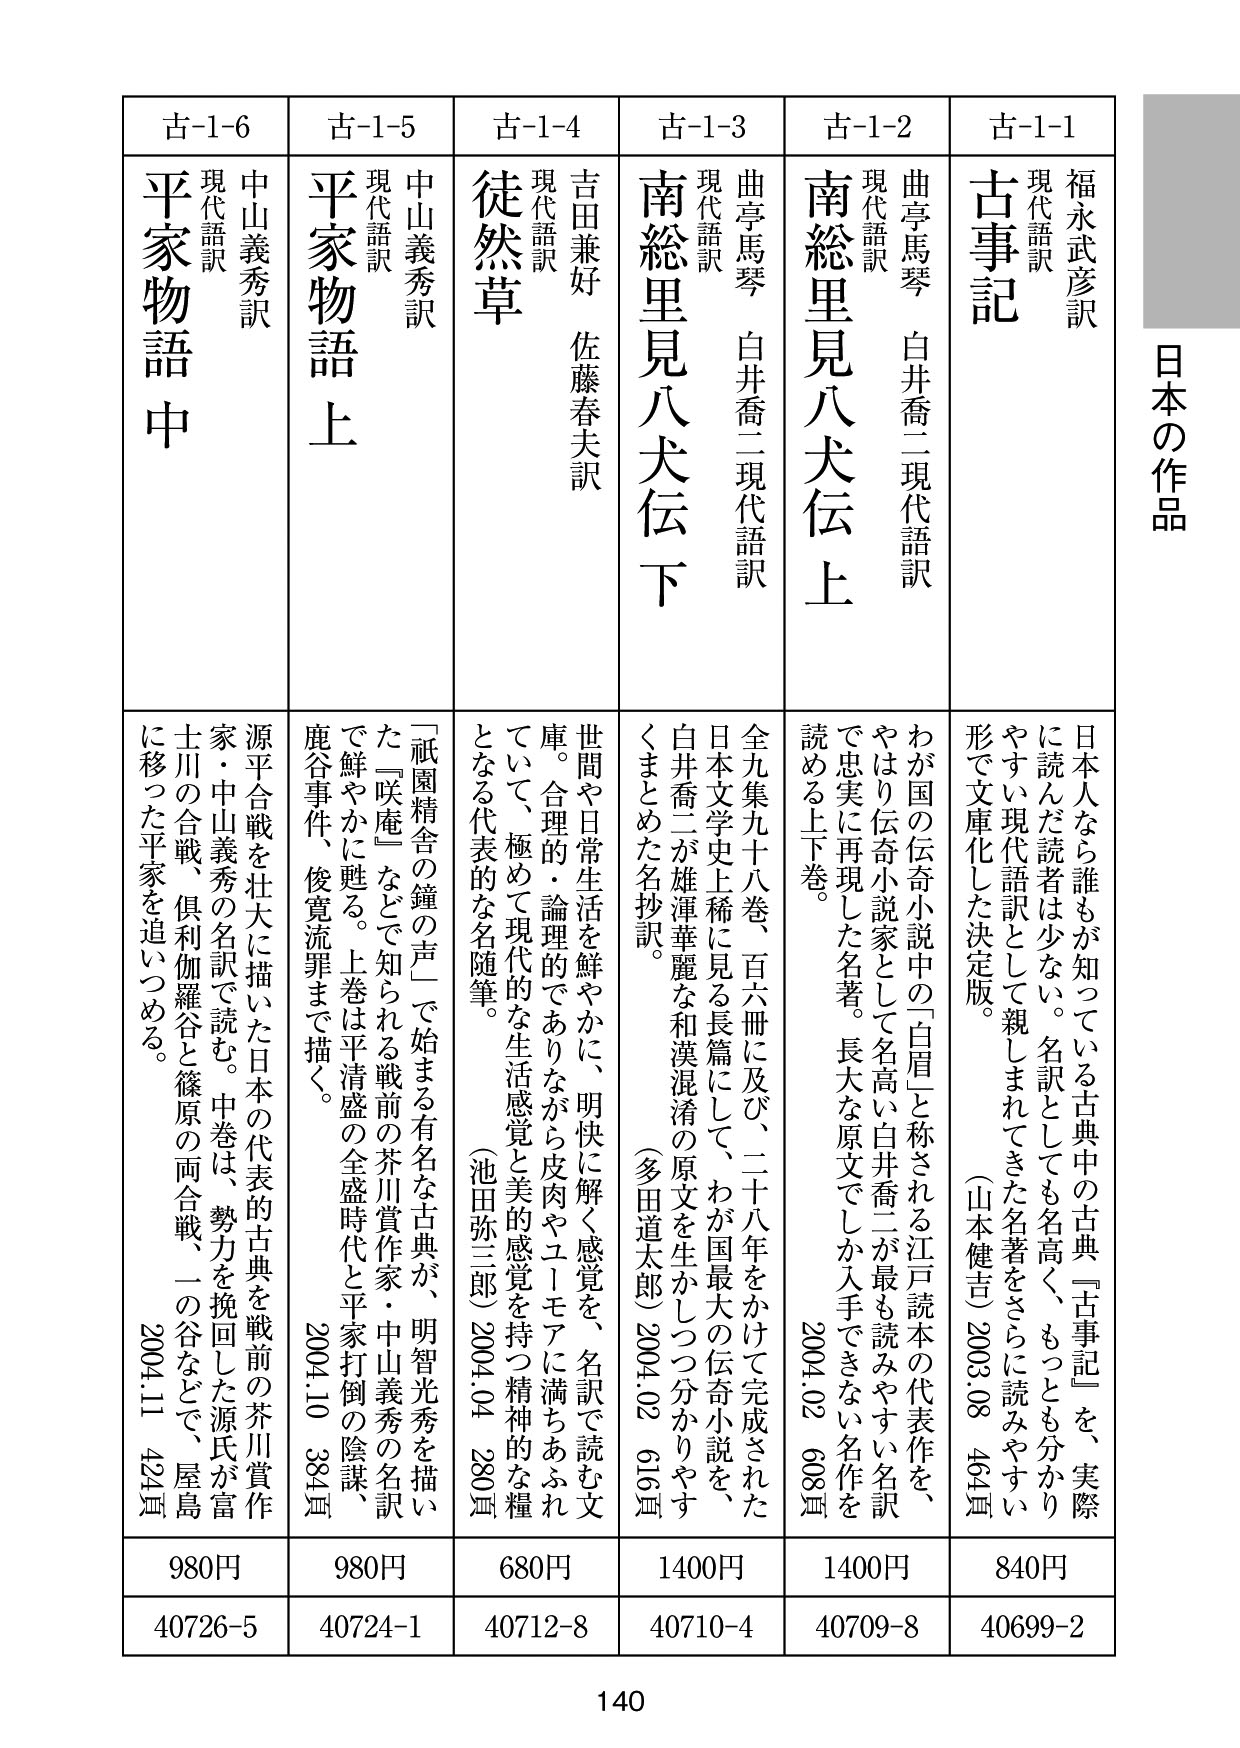 日本の作品
古-1-1
福永武彦訳
現代語訳
古事記
日本人なら誰もが知っている古典中の古典『古事記』を、実際
に読んだ読者は少ない。名訳としても名高く、もっとも分かり
やすい現代語訳として親しまれてきた名著をさらに読みやすい
形で文庫化した決定版。　（山本健吉）2003.08　464頁
840円
40699-2
古-1-2
曲亭馬琴　白井喬二現代語訳
現代語訳
南総里見八犬伝 上
わが国の伝奇小説中の「白眉」と称される江戸読本の代表作を、
やはり伝奇小説家として名高い白井喬二が最も読みやすい名訳
で忠実に再現した名著。長大な原文でしか入手できない名作を
読める上下巻。　2004.02　608頁
1400円
40709-8
古-1-3
曲亭馬琴　白井喬二現代語訳
現代語訳
南総里見八犬伝 下
全九集九十八巻、百六冊に及び、二十八年をかけて完成された
日本文学史上稀に見る長篇にして、わが国最大の伝奇小説を、
白井喬二が雄渾華麗な和漢混淆の原文を生かしつつ分かりやす
くまとめた名抄訳。　（多田道太郎）2004.02　616頁
1400円
40710-4
古-1-4
吉田兼好　佐藤春夫訳
現代語訳
徒然草
世間や日常生活を鮮やかに、明快に解く感覚を、名訳で読む文
庫。合理的・論理的でありながら皮肉やユーモアに満ちあふれ
ていて、極めて現代的な生活感覚と美的感覚を持つ精神的な糧
となる代表的な名随筆。　（池田弥三郎）2004.04　280頁
680円
40712-8
古-1-5
中山義秀訳
現代語訳
平家物語 上
「祇園精舎の鐘の声」で始まる有名な古典が、明智光秀を描い
た『咲庵』などで知られる戦前の芥川賞作家・中山義秀の名訳
で鮮やかに甦る。上巻は平清盛の全盛時代と平家打倒の陰謀、
鹿谷事件、俊寛流罪まで描く。　2004.10　384頁
980円
40724-1
古-1-6
中山義秀訳
現代語訳
平家物語 中
源平合戦を壮大に描いた日本の代表的古典を戦前の芥川賞作
家・中山義秀の名訳で読む。中巻は、勢力を挽回した源氏が富
士川の合戦、倶利伽羅谷と篠原の両合戦、一の谷などで、屋島
に移った平家を追いつめる。　2004.11　424頁
980円
40726-5
140